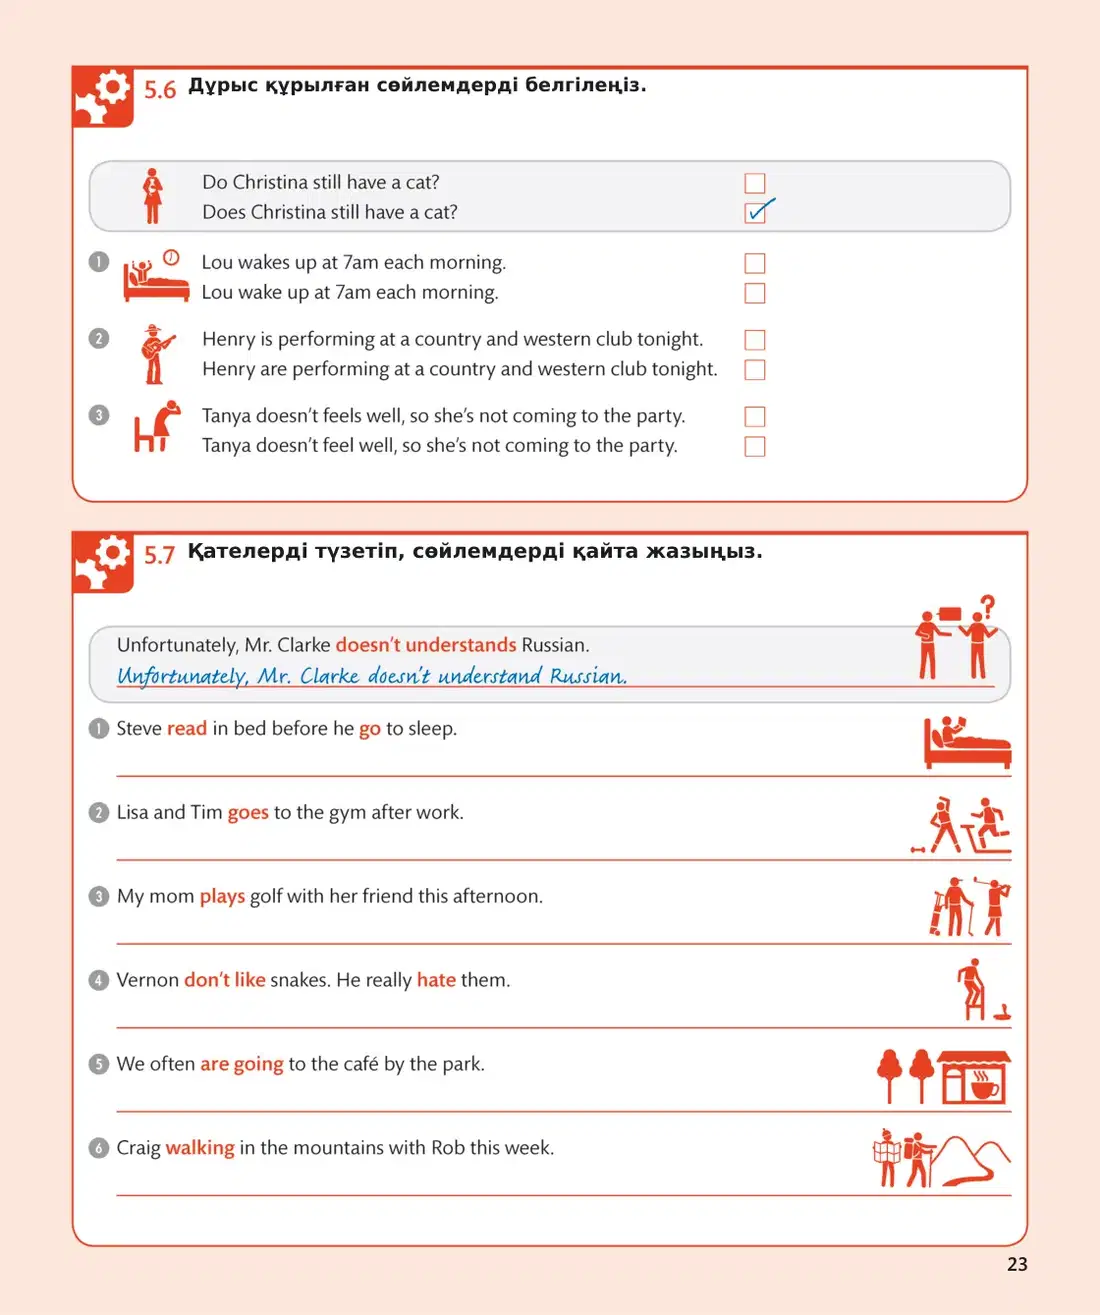 5.6 Дұрыс құрылған сөйлемдерді белгілеңіз.
Do Christina still have a cat?
Does Christina still have a cat?
1 Lou wakes up at 7am each morning.
Lou wake up at 7am each morning.
2 Henry is performing at a country and western club tonight.
Henry are performing at a country and western club tonight.
3 Tanya doesn't feels well, so she's not coming to the party.
Tanya doesn't feel well, so she's not coming to the party.
5.7 Қателерді түзетіп, сөйлемдерді қайта жазыңыз.
?
Unfortunately, Mr. Clarke doesn't understands Russian.
Unfortunately, Mr. Clarke doesn't understand Russian.
1 Steve read in bed before he go to sleep.
2 Lisa and Tim goes to the gym after work.
3 My mom plays golf with her friend this afternoon.
4 Vernon don't like snakes. He really hate them.
5 We often are going to the café by the park.
6 Craig walking in the mountains with Rob this week.
23